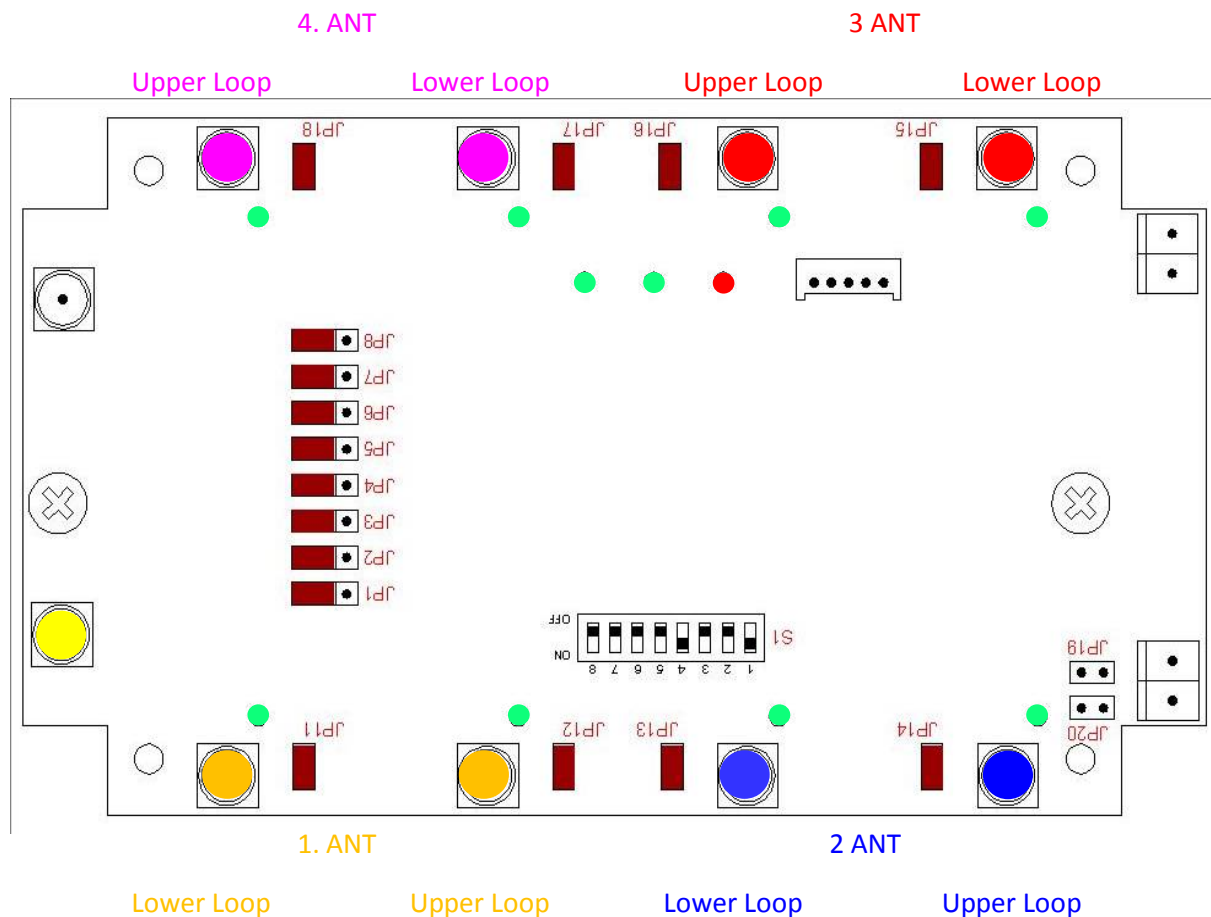 4. ANT 3 ANT
Upper Loop Lower Loop Upper Loop Lower Loop
JP18 JP17 JP16 JP15
JP8
JP7
JP6
JP5
JP4
JP3
JP2
JP1
OFF
ON
S1
8 7 6 5 4 3 2 1
JP19
JP20
JP11 JP12 JP13 JP14
1. ANT 2 ANT
Lower Loop Upper Loop Lower Loop Upper Loop